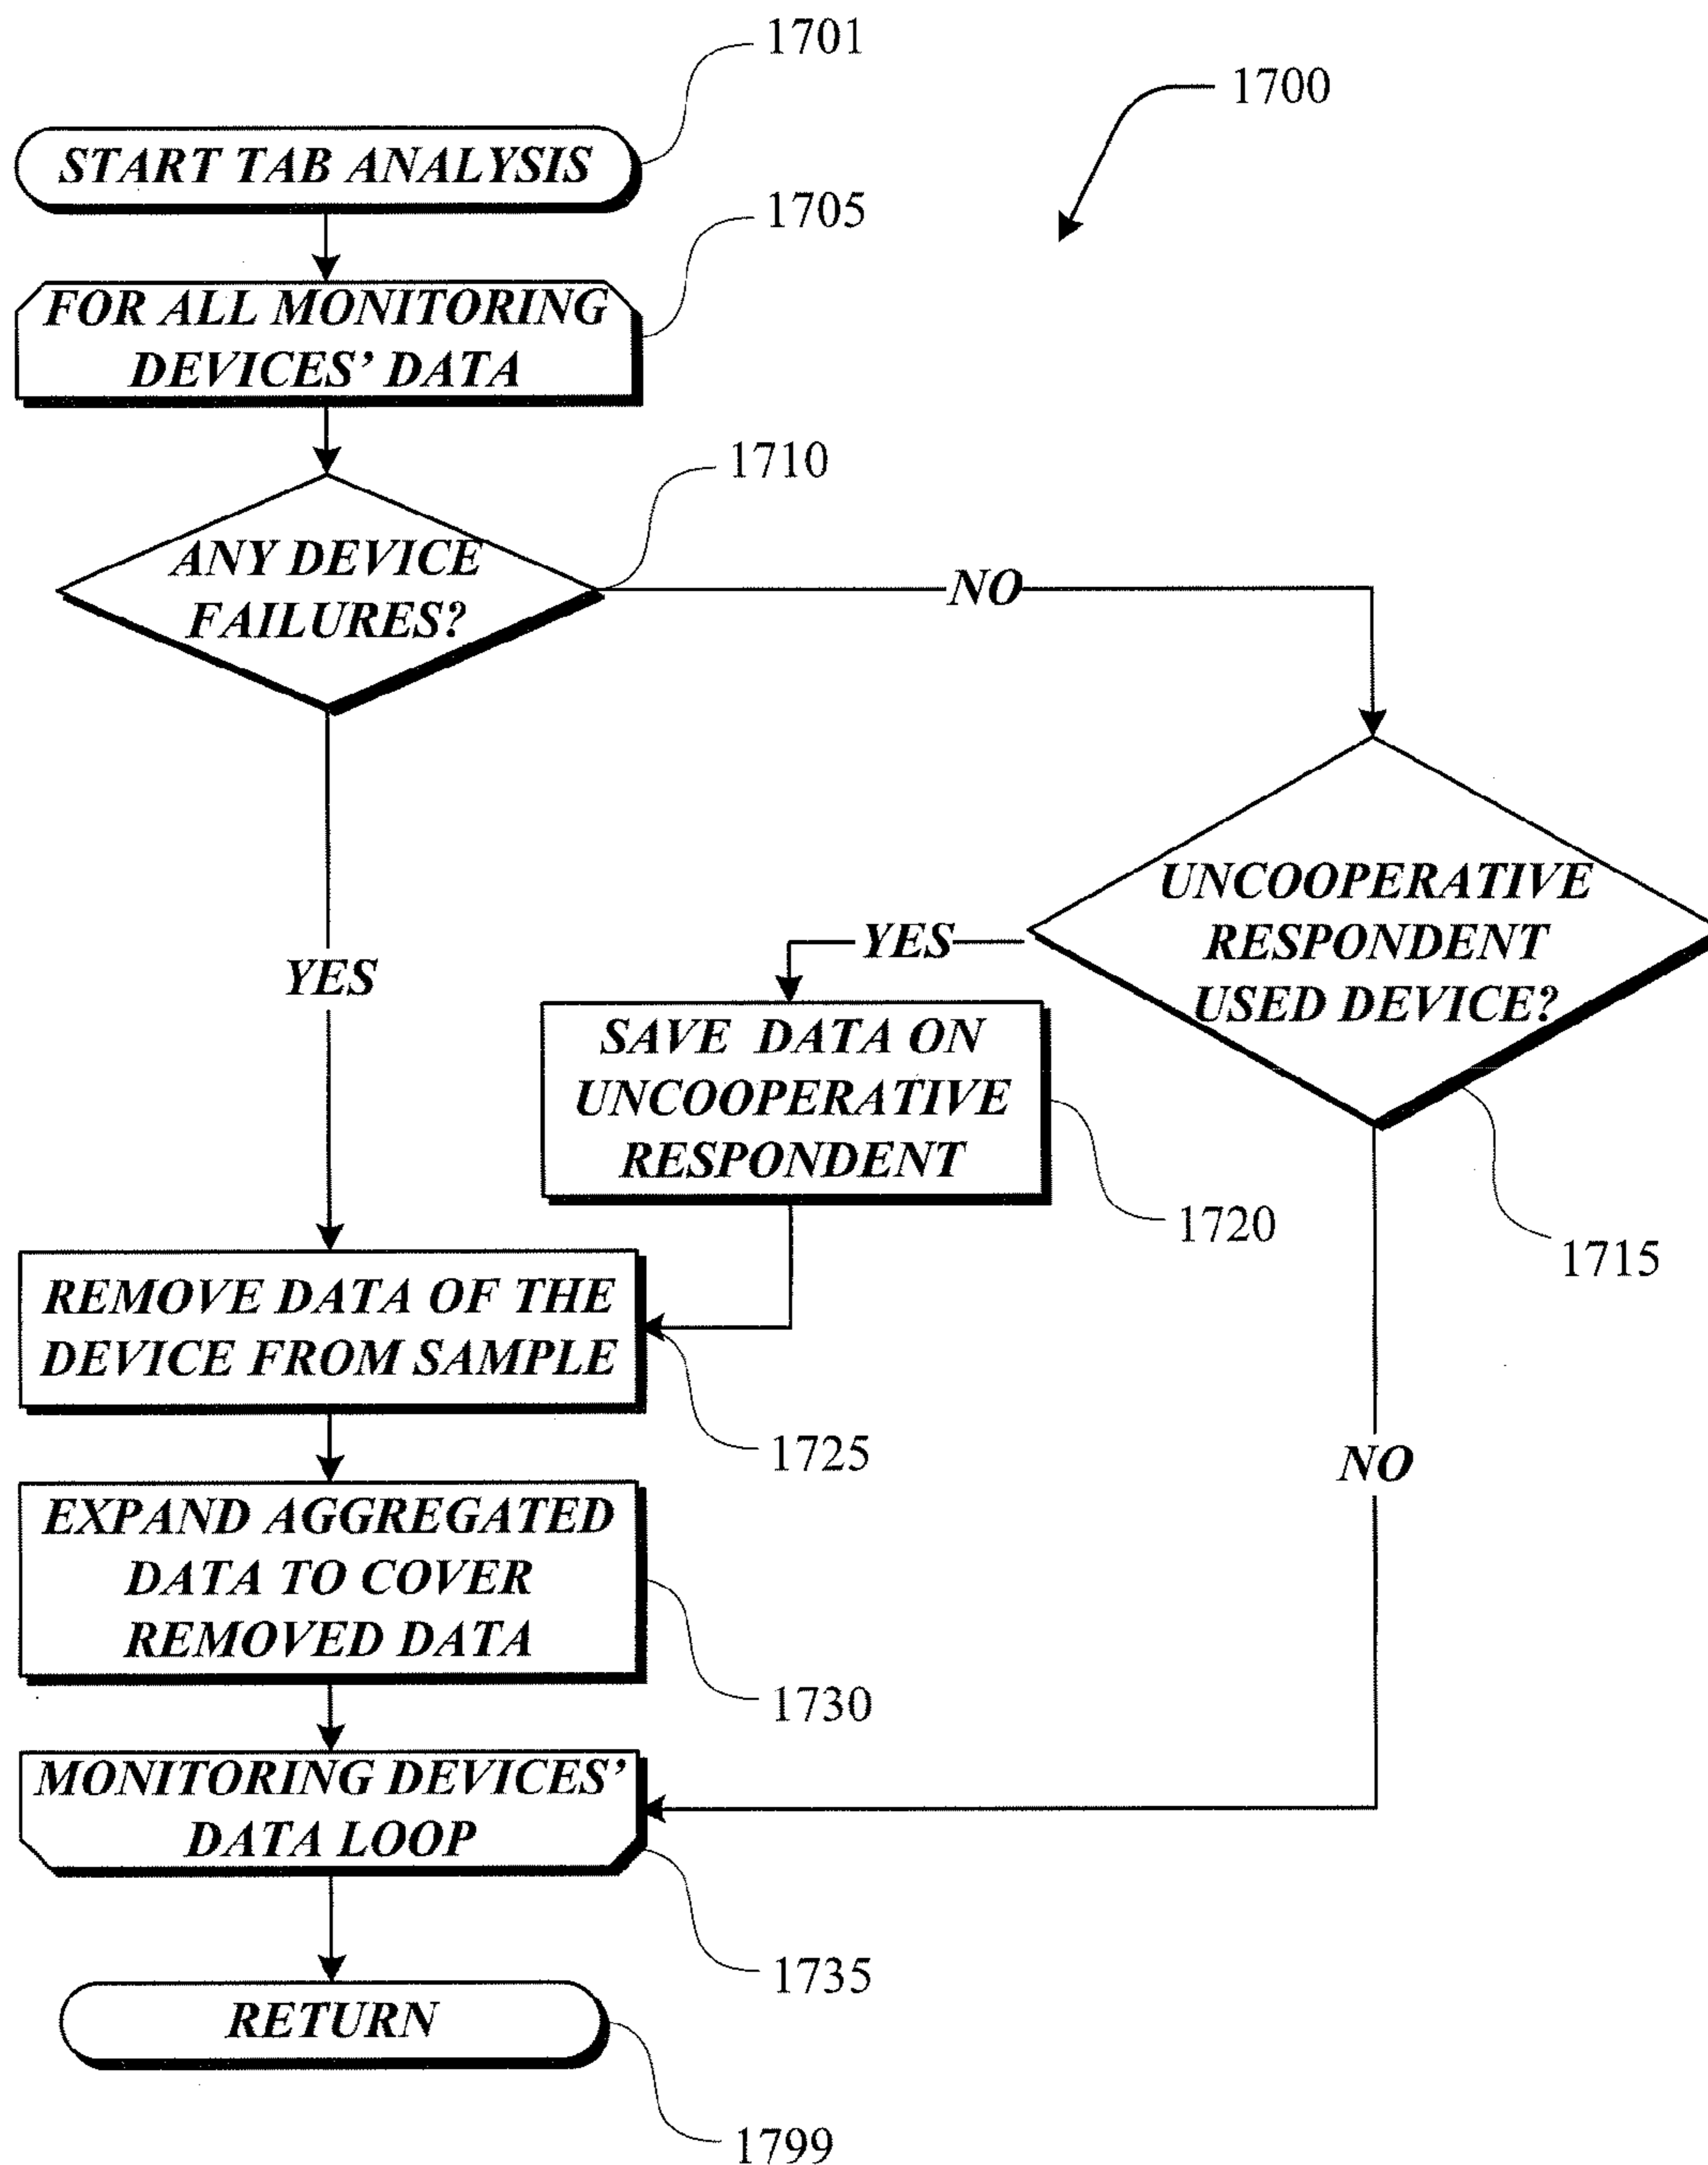 1701
1700
START TAB ANALYSIS
1705
FOR ALL MONITORING
DEVICES’ DATA
1710
ANY DEVICE
FAILURES?
NO
UNCOOPERATIVE
RESPONDENT
USED DEVICE?
YES
YES
SAVE DATA ON
UNCOOPERATIVE
RESPONDENT
1720
1715
REMOVE DATA OF THE
DEVICE FROM SAMPLE
1725
NO
EXPAND AGGREGATED
DATA TO COVER
REMOVED DATA
1730
MONITORING DEVICES’
DATA LOOP
1735
RETURN
1799